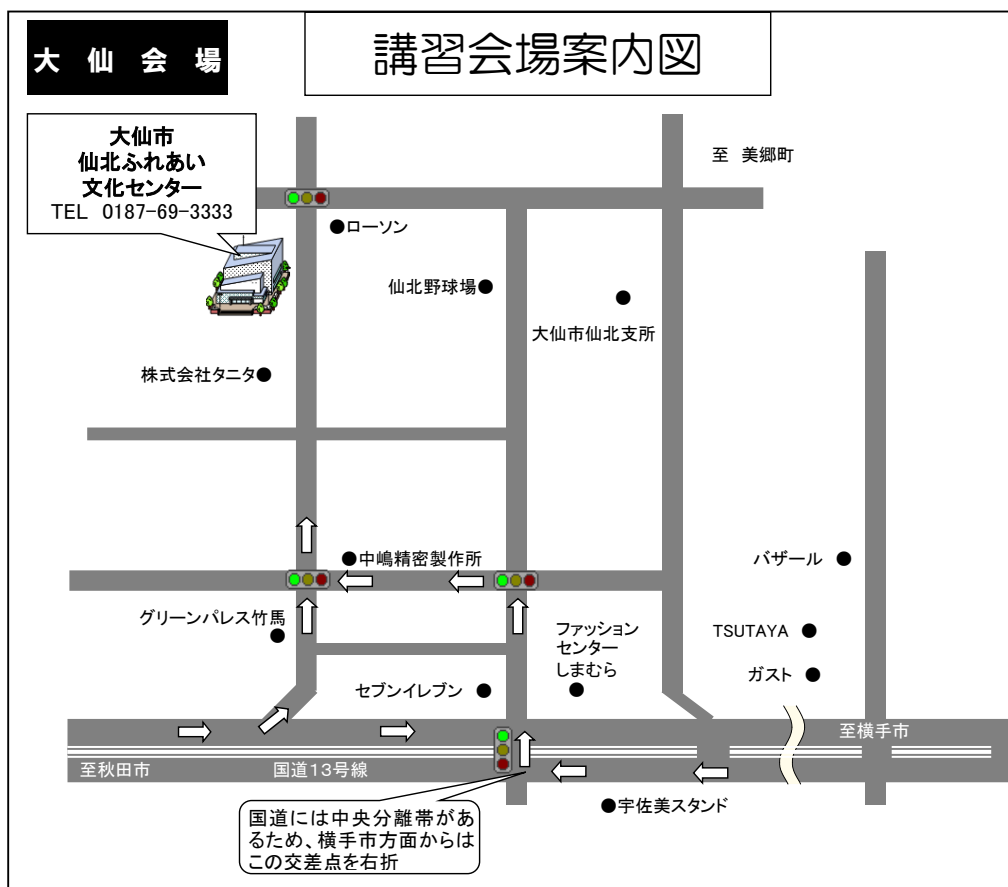 大仙会場
講習会場案内図
大仙市
仙北ふれあい
文化センター
TEL 0187-69-3333
至 美郷町
●ローソン
仙北野球場●
大仙市仙北支所
株式会社タニタ●
●中嶋精密製作所
バザール ●
グリーンパレス竹馬
ファッション
センター
しまむら
TSUTAYA ●
ガスト ●
セブンイレブン ●
至横手市
至秋田市
国道13号線
●宇佐美スタンド
国道には中央分離帯があ
るため、横手市方面からは
この交差点を右折